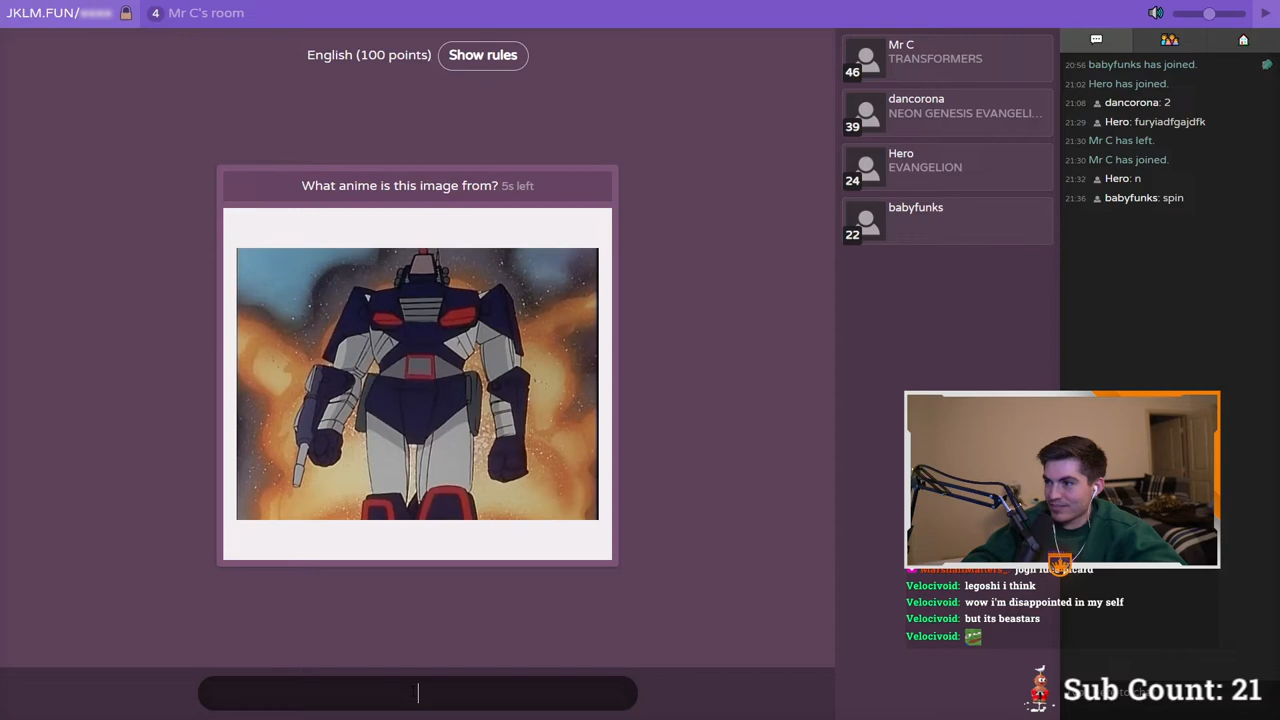 JKLM.FUN/
4 Mr C's room
English (100 points) Show rules
What anime is this image from? 5s left
Mr C
TRANSFORMERS
46
dancorona
NEON GENESIS EVANGELI...
39
Hero
EVANGELION
24
babyfunks
22
20:56 babyfunks has joined.
21:02 Hero has joined.
21:08 dancorona: 2
21:29 Hero: furyiadfgajdfk
21:30 Mr C has left.
21:30 Mr C has joined.
21:32 Hero: n
21:36 babyfunks: spin
Velocivoid: legoshi i think
Velocivoid: wow i'm disappointed in my self
Velocivoid: but its beastars
Velocivoid:
Sub Count: 21